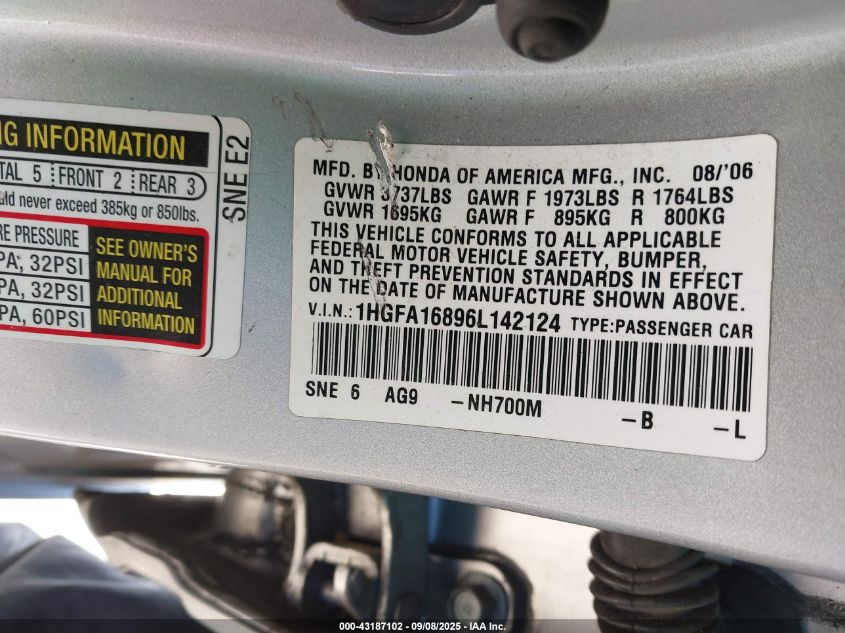 NG INFORMATION
TAL 5 FRONT 2 REAR 3
uld never exceed 385kg or 850lbs.
RE PRESSURE
PA, 32PSI
PA, 32PSI
PA, 60PSI
SEE OWNER'S
MANUAL FOR
ADDITIONAL
INFORMATION
SNE E2
MFD. BY HONDA OF AMERICA MFG., INC. 08/'06
GVWR 3737LBS GAWR F 1973LBS R 1764LBS
GVWR 1695KG GAWR F 895KG R 800KG
THIS VEHICLE CONFORMS TO ALL APPLICABLE
FEDERAL MOTOR VEHICLE SAFETY, BUMPER,
AND THEFT PREVENTION STANDARDS IN EFFECT
ON THE DATE OF MANUFACTURE SHOWN ABOVE.
V.I.N.: 1HGFA16896L142124 TYPE:PASSENGER CAR
SNE 6 AG9 -NH700M -B -L
000-43187102 - 09/08/2025 - IAA Inc.